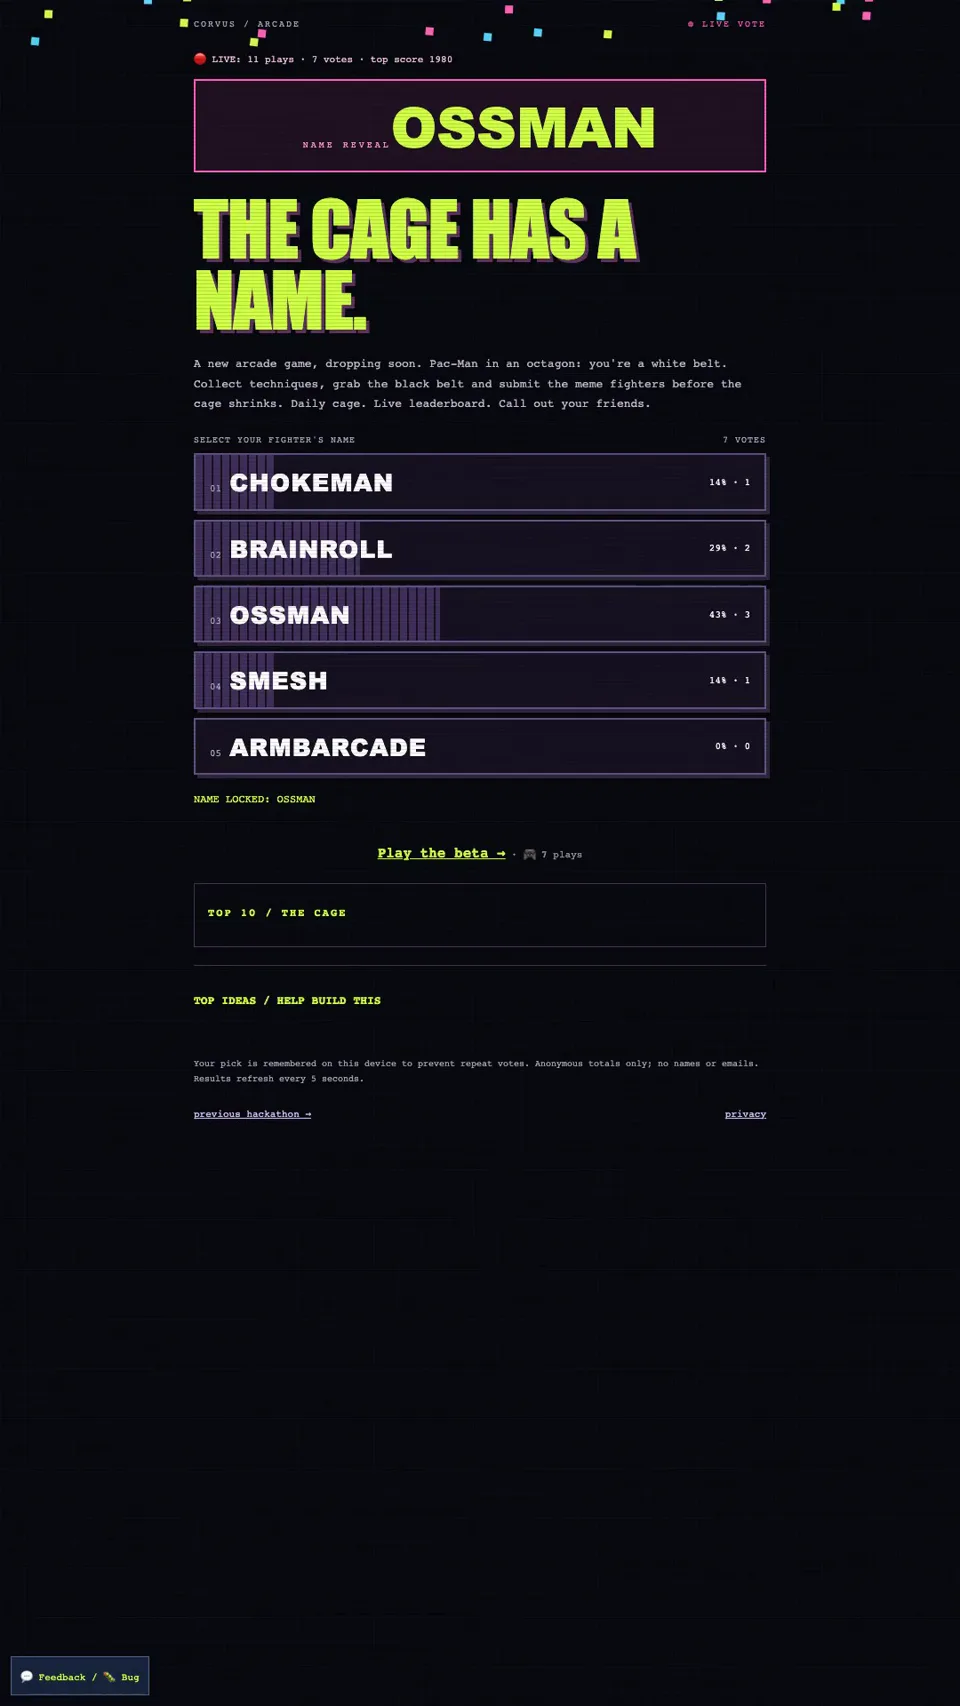 CORVUS / ARCADE
LIVE VOTE
LIVE: 11 plays · 7 votes · top score 1980
NAME REVEAL OSSMAN
THE CAGE HAS A
NAME.
A new arcade game, dropping soon. Pac-Man in an octagon: you're a white belt.
Collect techniques, grab the black belt and submit the meme fighters before the
cage shrinks. Daily cage. Live leaderboard. Call out your friends.
SELECT YOUR FIGHTER'S NAME
7 VOTES
01 CHOKEMAN 14% · 1
02 BRAINROLL 29% · 2
03 OSSMAN 43% · 3
04 SMESH 14% · 1
05 ARMBARCADE 0% · 0
NAME LOCKED: OSSMAN
Play the beta → · 🎮 7 plays
TOP 10 / THE CAGE
TOP IDEAS / HELP BUILD THIS
Your pick is remembered on this device to prevent repeat votes. Anonymous totals only; no names or emails.
Results refresh every 5 seconds.
previous hackathon →
privacy
💬 Feedback / 🐛 Bug